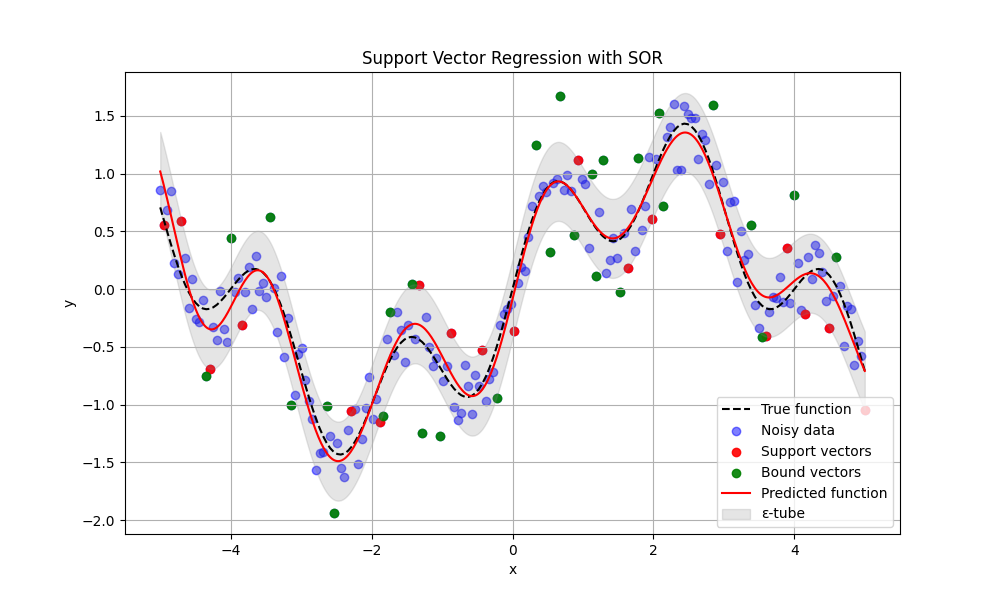 Support Vector Regression with SOR
y
1.5
1.0
0.5
0.0
−0.5
−1.0
−1.5
−2.0
True function
Noisy data
Support vectors
Bound vectors
Predicted function
ε-tube
−4
−2
0
2
4
x